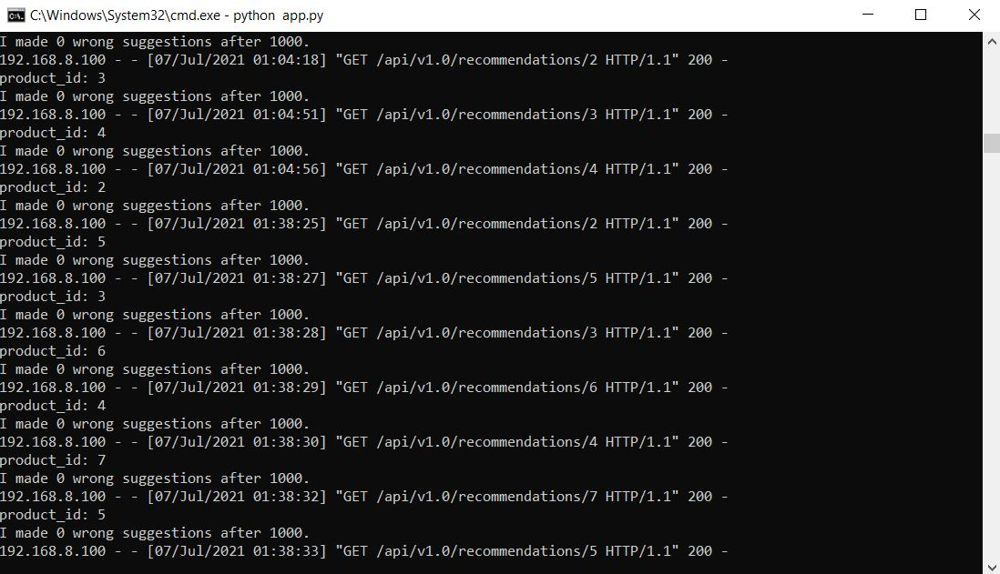 C:\Windows\System32\cmd.exe - python  app.py
I made 0 wrong suggestions after 1000.
192.168.8.100 - - [07/Jul/2021 01:04:18] "GET /api/v1.0/recommendations/2 HTTP/1.1" 200 -
product_id: 3
I made 0 wrong suggestions after 1000.
192.168.8.100 - - [07/Jul/2021 01:04:51] "GET /api/v1.0/recommendations/3 HTTP/1.1" 200 -
product_id: 4
I made 0 wrong suggestions after 1000.
192.168.8.100 - - [07/Jul/2021 01:04:56] "GET /api/v1.0/recommendations/4 HTTP/1.1" 200 -
product_id: 2
I made 0 wrong suggestions after 1000.
192.168.8.100 - - [07/Jul/2021 01:38:25] "GET /api/v1.0/recommendations/2 HTTP/1.1" 200 -
product_id: 5
I made 0 wrong suggestions after 1000.
192.168.8.100 - - [07/Jul/2021 01:38:27] "GET /api/v1.0/recommendations/5 HTTP/1.1" 200 -
product_id: 3
I made 0 wrong suggestions after 1000.
192.168.8.100 - - [07/Jul/2021 01:38:28] "GET /api/v1.0/recommendations/3 HTTP/1.1" 200 -
product_id: 6
I made 0 wrong suggestions after 1000.
192.168.8.100 - - [07/Jul/2021 01:38:29] "GET /api/v1.0/recommendations/6 HTTP/1.1" 200 -
product_id: 4
I made 0 wrong suggestions after 1000.
192.168.8.100 - - [07/Jul/2021 01:38:30] "GET /api/v1.0/recommendations/4 HTTP/1.1" 200 -
product_id: 7
I made 0 wrong suggestions after 1000.
192.168.8.100 - - [07/Jul/2021 01:38:32] "GET /api/v1.0/recommendations/7 HTTP/1.1" 200 -
product_id: 5
I made 0 wrong suggestions after 1000.
192.168.8.100 - - [07/Jul/2021 01:38:33] "GET /api/v1.0/recommendations/5 HTTP/1.1" 200 -